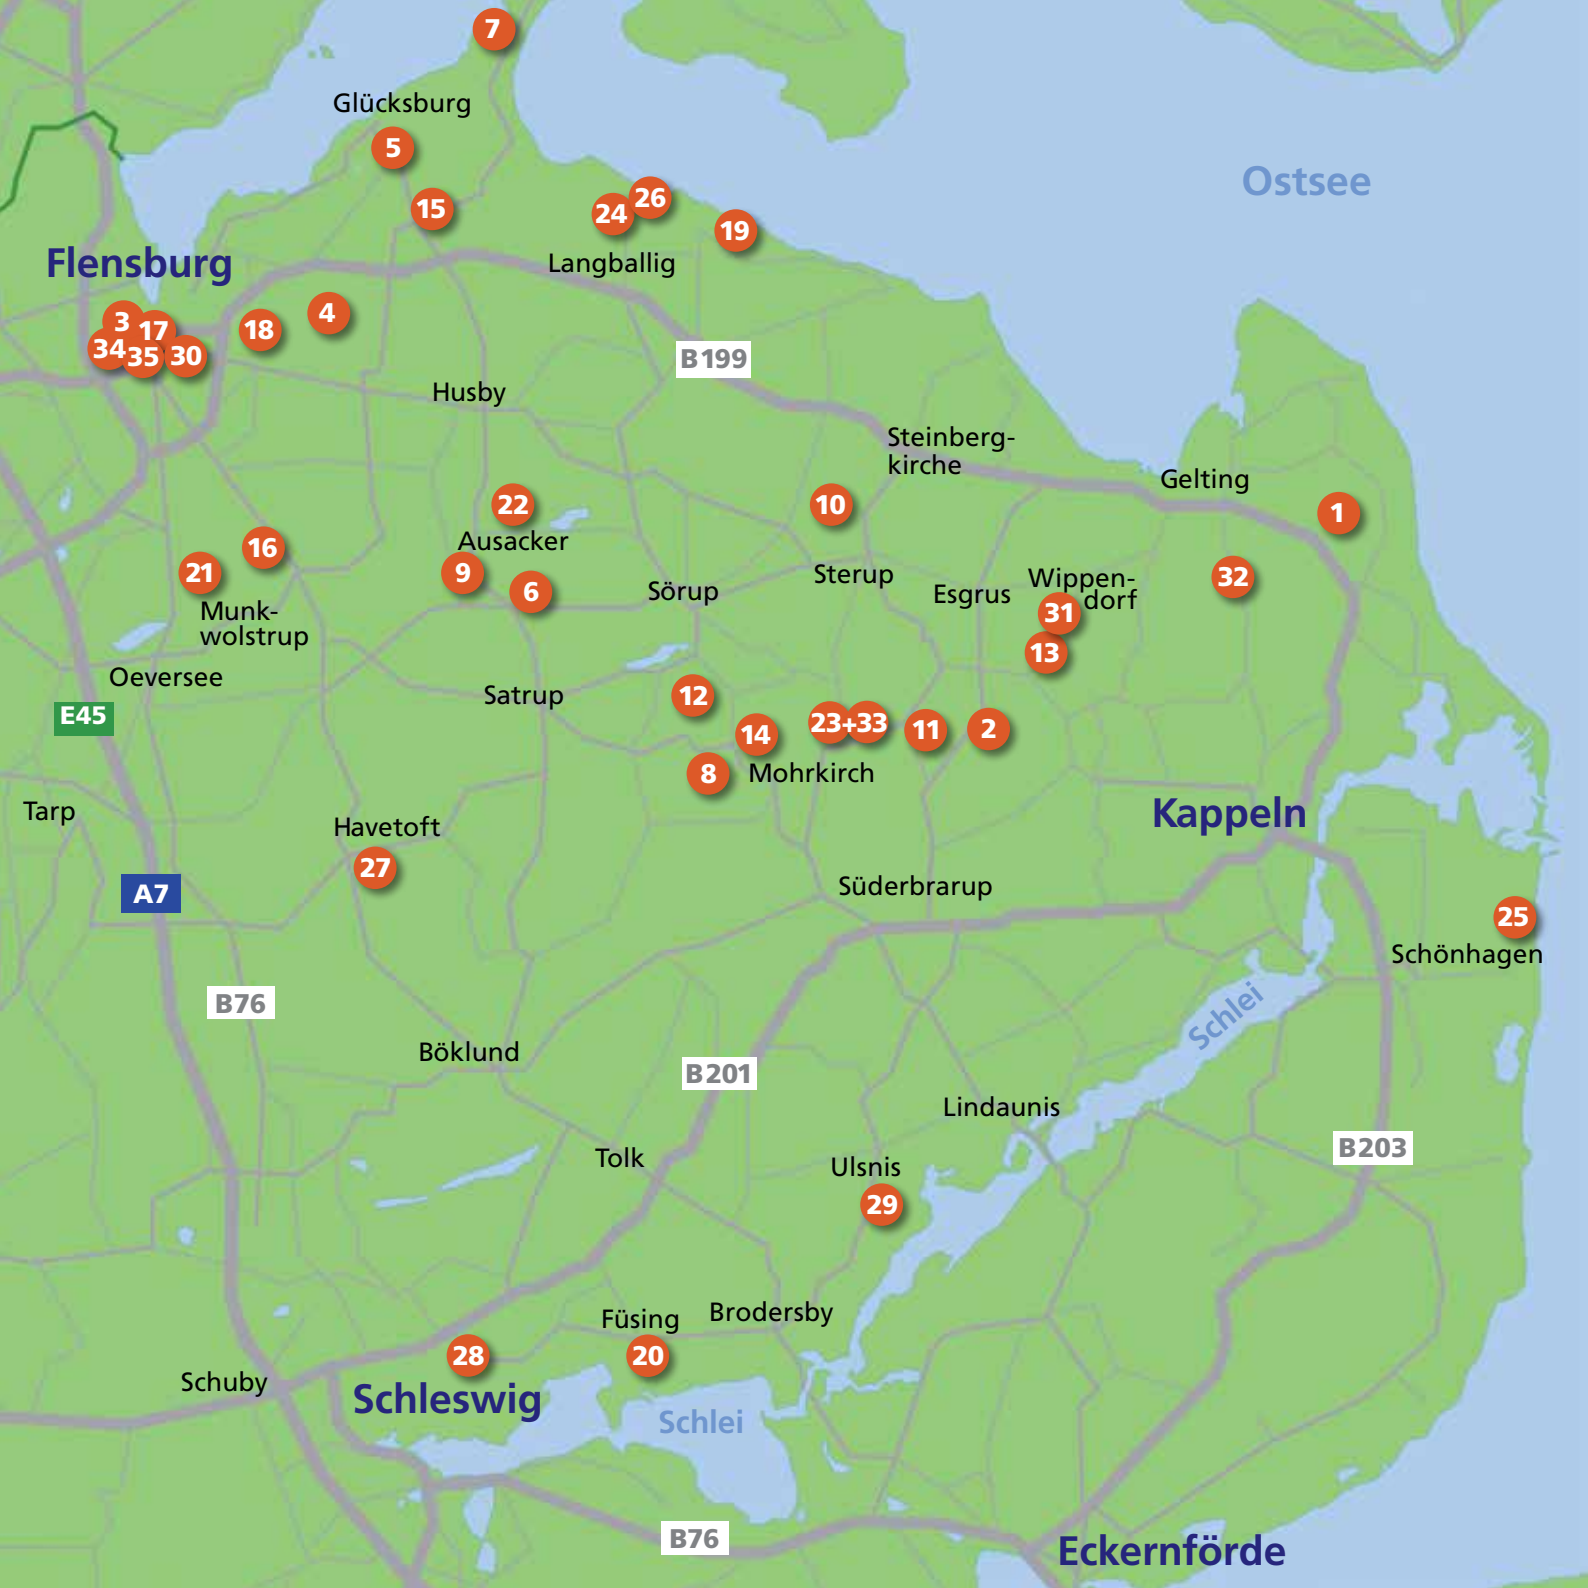 7
Glücksburg
5
Ostsee
26
15
24
19
Flensburg
Langballig
4
3
17
18
34
35
30
B199
Husby
Steinberg-
kirche
Gelting
22
10
1
Ausacker
16
21
9
6
Sterup
Wippen-
dorf
32
Sörup
Esgrus
31
Munk-
wolstrup
13
Oeversee
Satrup
12
E45
23+33
11
2
14
8
Mohrkirch
Tarp
Kappeln
Havetoft
27
A7
Süderbrarup
25
Schönhagen
B76
Schlei
Böklund
B201
Lindaunis
B203
Tolk
Ulsnis
29
Füsing
Brodersby
28
20
Schuby
Schleswig
Schlei
B76
Eckernförde